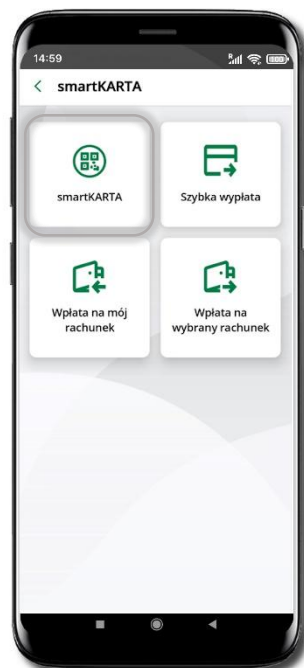 14:59
smartKARTA
smartKARTA
Szybka wypłata
Wpłata na mój
rachunek
Wpłata na
wybrany rachunek